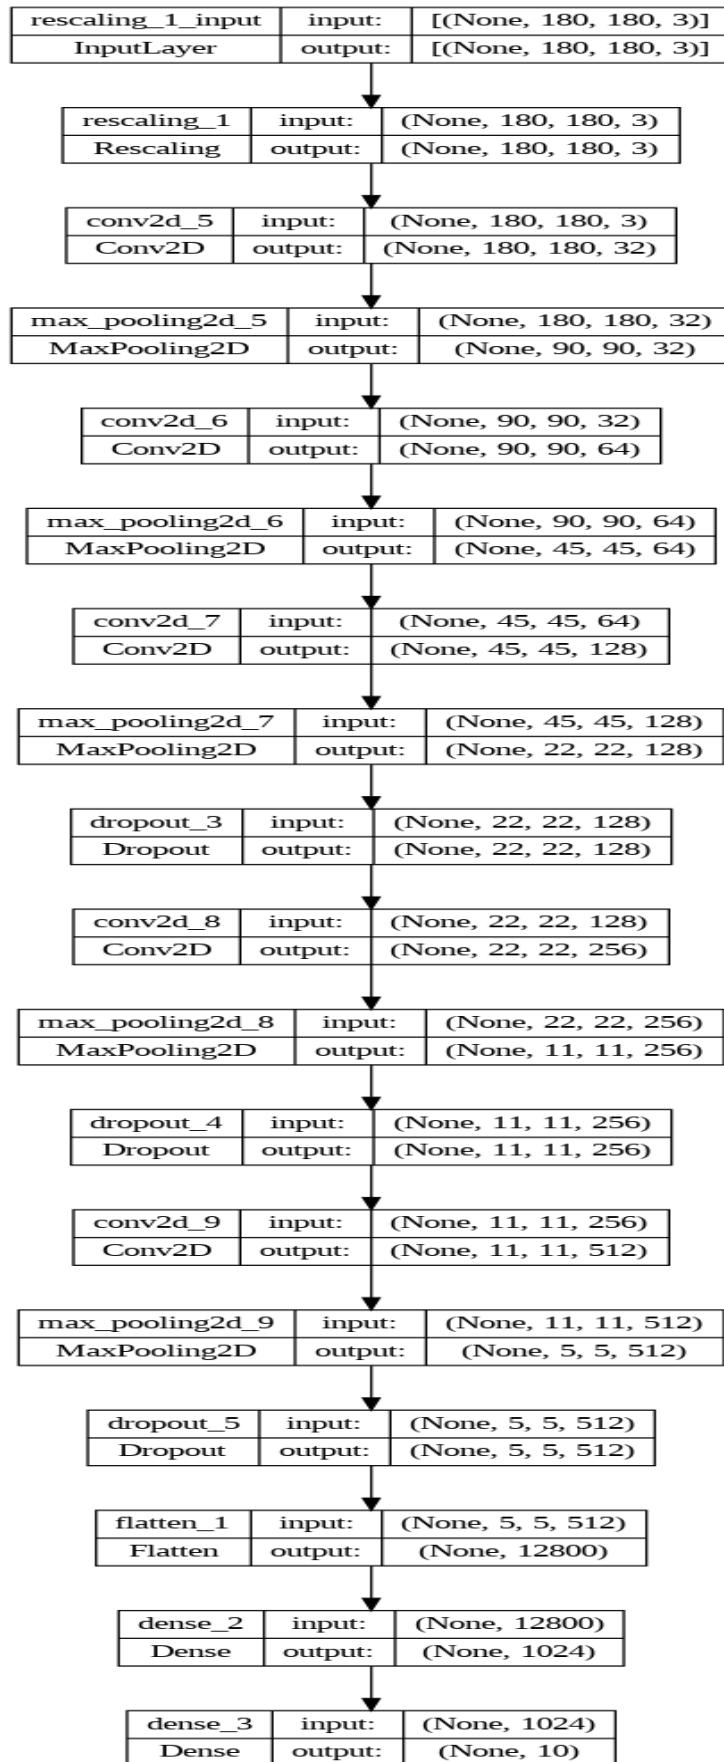 rescaling_1_input input: [(None, 180, 180, 3)]
InputLayer output: [(None, 180, 180, 3)]
rescaling_1 input: (None, 180, 180, 3)
Rescaling output: (None, 180, 180, 3)
conv2d_5 input: (None, 180, 180, 3)
Conv2D output: (None, 180, 180, 32)
max_pooling2d_5 input: (None, 180, 180, 32)
MaxPooling2D output: (None, 90, 90, 32)
conv2d_6 input: (None, 90, 90, 32)
Conv2D output: (None, 90, 90, 64)
max_pooling2d_6 input: (None, 90, 90, 64)
MaxPooling2D output: (None, 45, 45, 64)
conv2d_7 input: (None, 45, 45, 64)
Conv2D output: (None, 45, 45, 128)
max_pooling2d_7 input: (None, 45, 45, 128)
MaxPooling2D output: (None, 22, 22, 128)
dropout_3 input: (None, 22, 22, 128)
Dropout output: (None, 22, 22, 128)
conv2d_8 input: (None, 22, 22, 128)
Conv2D output: (None, 22, 22, 256)
max_pooling2d_8 input: (None, 22, 22, 256)
MaxPooling2D output: (None, 11, 11, 256)
dropout_4 input: (None, 11, 11, 256)
Dropout output: (None, 11, 11, 256)
conv2d_9 input: (None, 11, 11, 256)
Conv2D output: (None, 11, 11, 512)
max_pooling2d_9 input: (None, 11, 11, 512)
MaxPooling2D output: (None, 5, 5, 512)
dropout_5 input: (None, 5, 5, 512)
Dropout output: (None, 5, 5, 512)
flatten_1 input: (None, 5, 5, 512)
Flatten output: (None, 12800)
dense_2 input: (None, 12800)
Dense output: (None, 1024)
dense_3 input: (None, 1024)
Dense output: (None, 10)